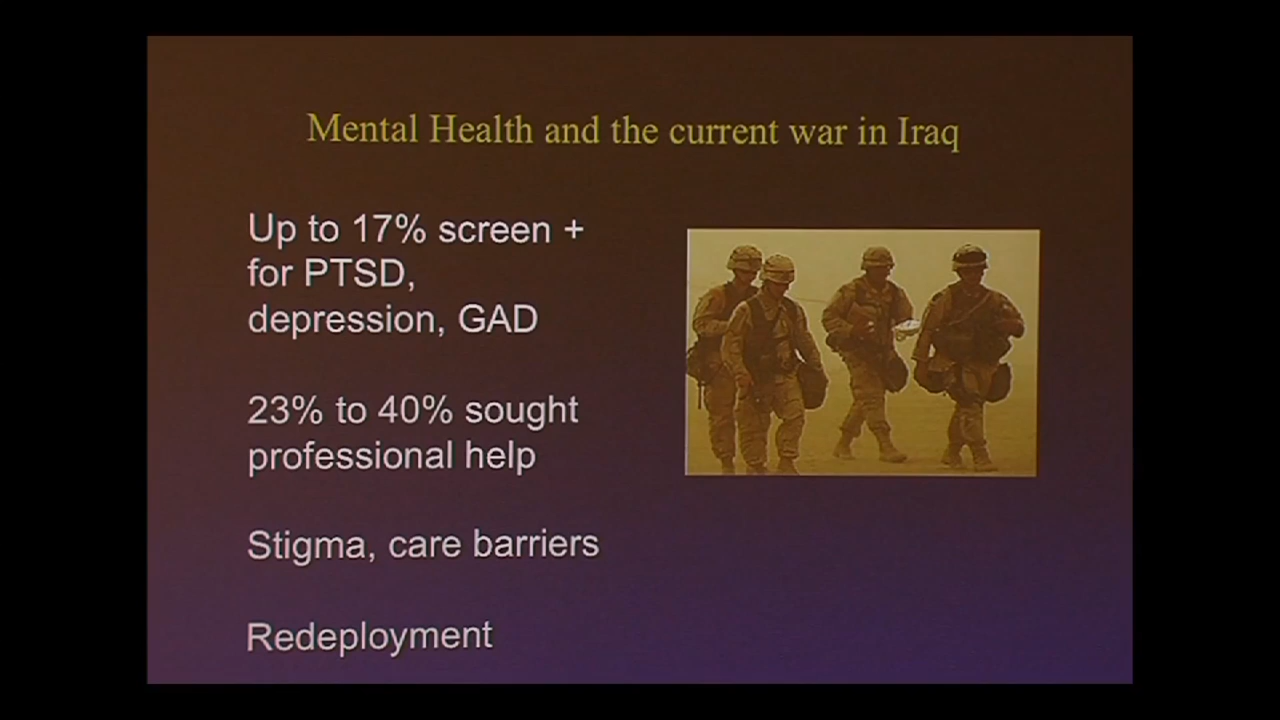 Mental Health and the current war in Iraq
Up to 17% screen +
for PTSD,
depression, GAD
23% to 40% sought
professional help
Stigma, care barriers
Redeployment